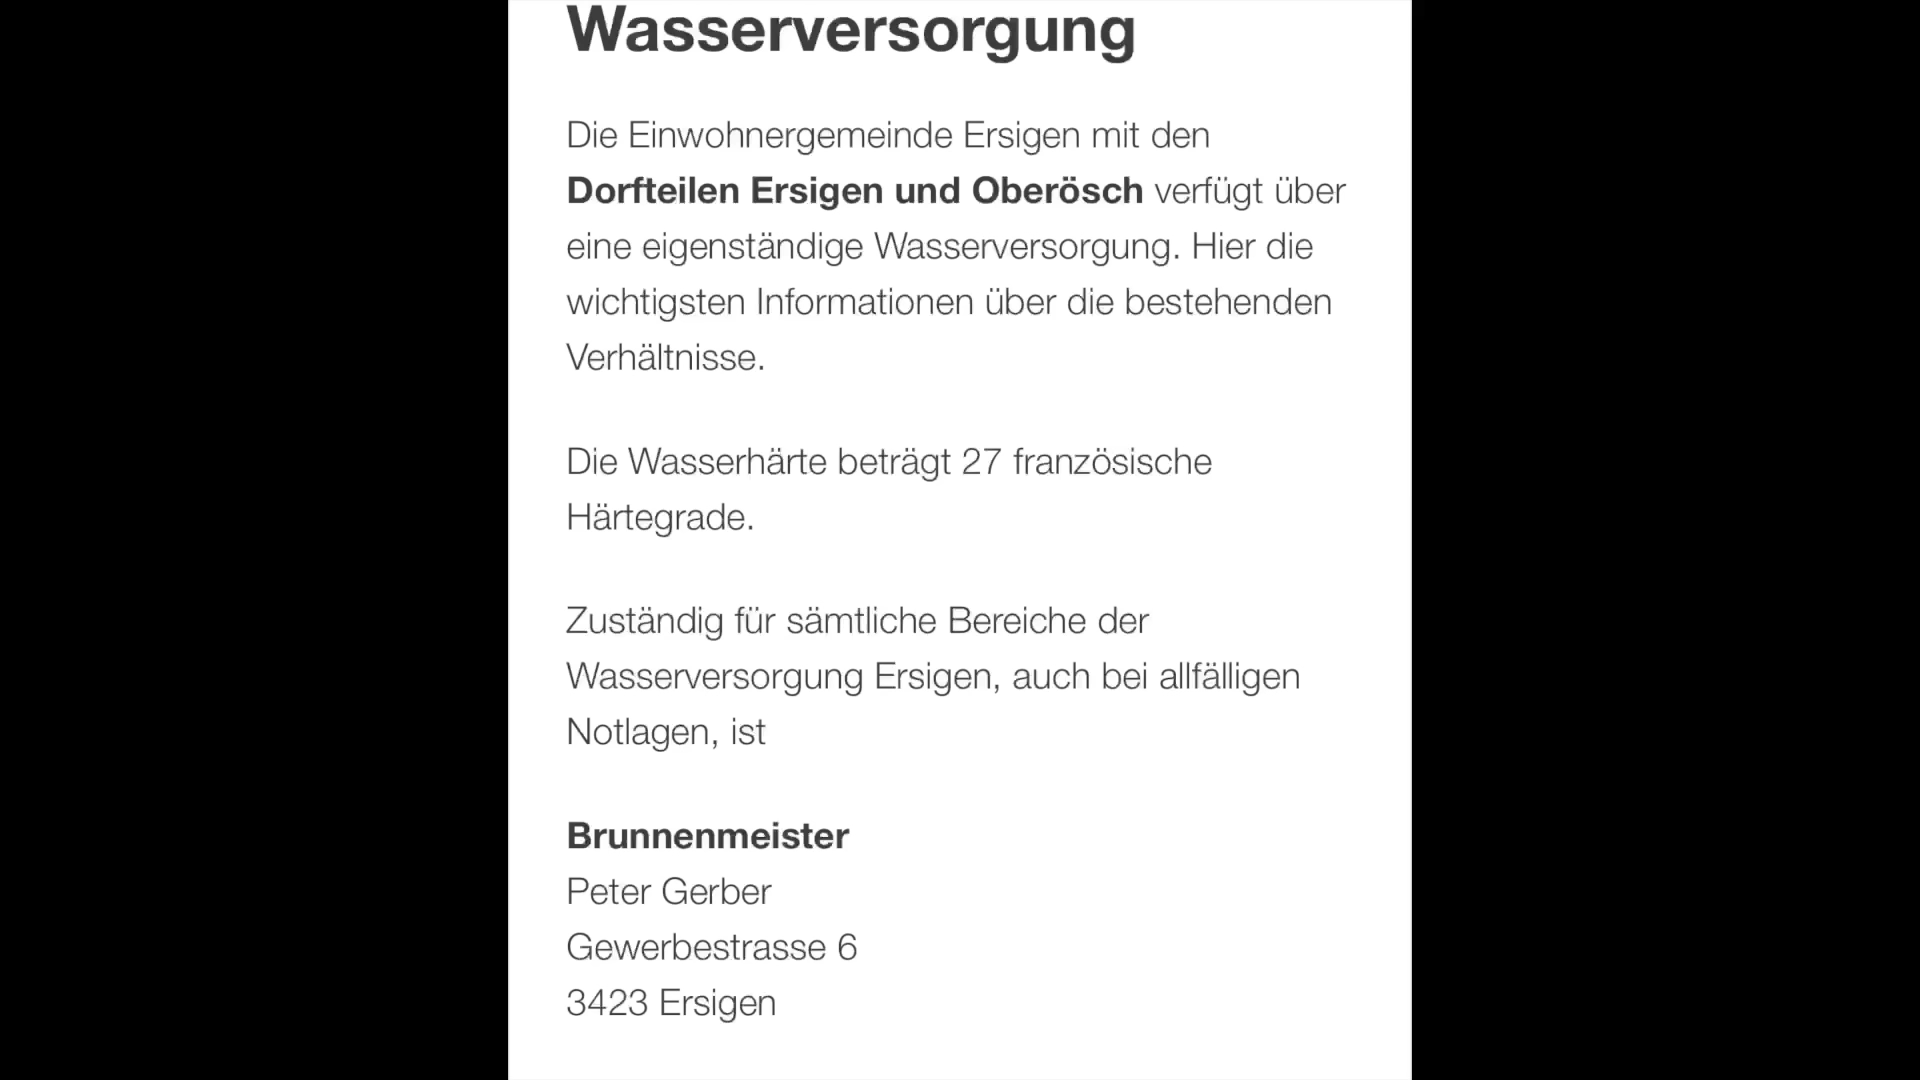 Wasserversorgung
Die Einwohnergemeinde Ersigen mit den
Dorfteilen Ersigen und Oberösch verfügt über
eine eigenständige Wasserversorgung. Hier die
wichtigsten Informationen über die bestehenden
Verhältnisse.
Die Wasserhärte beträgt 27 französische
Härtegrade.
Zuständig für sämtliche Bereiche der
Wasserversorgung Ersigen, auch bei allfälligen
Notlagen, ist
Brunnenmeister
Peter Gerber
Gewerbestrasse 6
3423 Ersigen